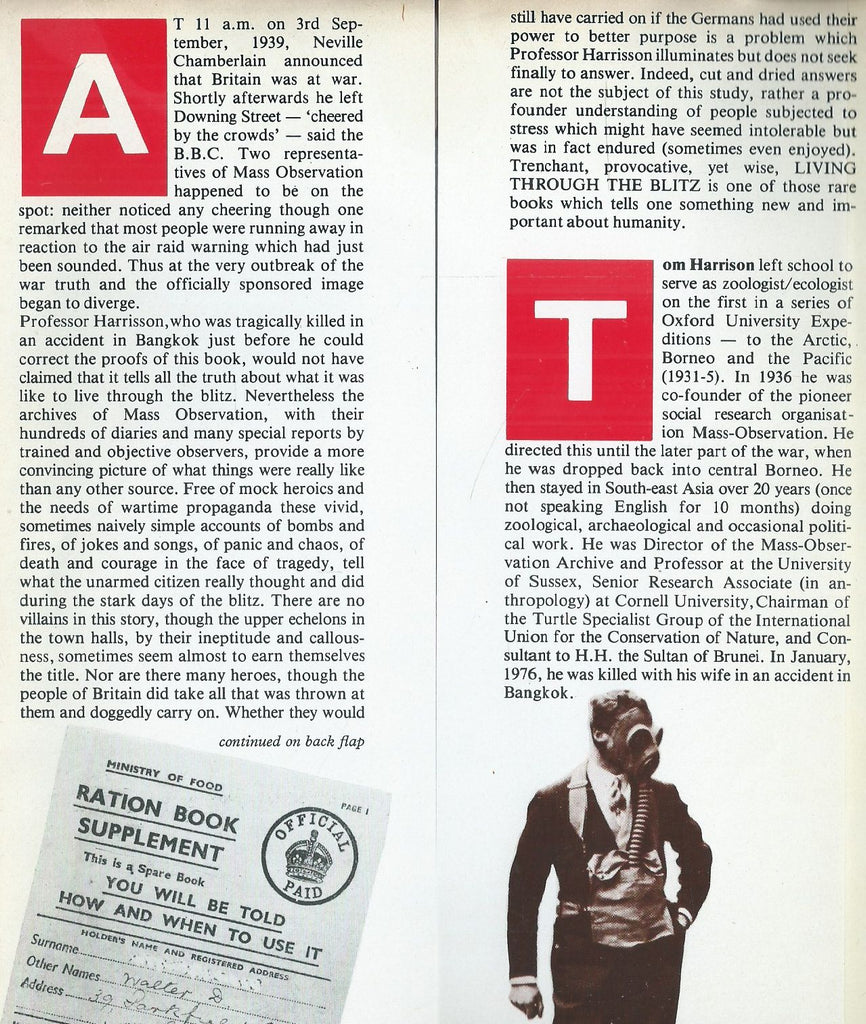 AT 11 a.m. on 3rd Sep-
tember, 1939, Neville
Chamberlain announced
that Britain was at war.
Shortly afterwards he left
Downing Street — ‘cheered
by the crowds’ — said the
B.B.C. Two representa-
tives of Mass Observation
happened to be on the
spot: neither noticed any cheering though one
remarked that most people were running away in
reaction to the air raid warning which had just
been sounded. Thus at the very outbreak of the
war truth and the officially sponsored image
began to diverge.
Professor Harrisson, who was tragically killed in
an accident in Bangkok just before he could
correct the proofs of this book, would not have
claimed that it tells all the truth about what it was
like to live through the blitz. Nevertheless the
archives of Mass Observation, with their
hundreds of diaries and many special reports by
trained and objective observers, provide a more
convincing picture of what things were really like
than any other source. Free of mock heroics and
the needs of wartime propaganda these vivid,
sometimes naively simple accounts of bombs and
fires, of jokes and songs, of panic and chaos, of
death and courage in the face of tragedy, tell
what the unarmed citizen really thought and did
during the stark days of the blitz. There are no
villains in this story, though the upper echelons in
the town halls, by their ineptitude and callous-
ness, sometimes seem almost to earn themselves
the title. Nor are there many heroes, though the
people of Britain did take all that was thrown at
them and doggedly carry on. Whether they would
continued on back flap
MINISTRY OF FOOD
PAGE 1
RATION BOOK
SUPPLEMENT
OFFICIAL
PAID
This is a Spare Book
YOU WILL BE TOLD
HOW AND WHEN TO USE IT
HOLDER'S NAME AND REGISTERED ADDRESS
Surname
Other Names Walter D
Address 39
still have carried on if the Germans had used their
power to better purpose is a problem which
Professor Harrisson illuminates but does not seek
finally to answer. Indeed, cut and dried answers
are not the subject of this study, rather a pro-
founder understanding of people subjected to
stress which might have seemed intolerable but
was in fact endured (sometimes even enjoyed).
Trenchant, provocative, yet wise, LIVING
THROUGH THE BLITZ is one of those rare
books which tells one something new and im-
portant about humanity.
Tom Harrison left school to
serve as zoologist/ecologist
on the first in a series of
Oxford University Expe-
ditions — to the Arctic,
Borneo and the Pacific
(1931-5). In 1936 he was
co-founder of the pioneer
social research organisat-
ion Mass-Observation. He
directed this until the later part of the war, when
he was dropped back into central Borneo. He
then stayed in South-east Asia over 20 years (once
not speaking English for 10 months) doing
zoological, archaeological and occasional politi-
cal work. He was Director of the Mass-Obser-
vation Archive and Professor at the University
of Sussex, Senior Research Associate (in an-
thropology) at Cornell University, Chairman of
the Turtle Specialist Group of the International
Union for the Conservation of Nature, and Con-
sultant to H.H. the Sultan of Brunei. In January,
1976, he was killed with his wife in an accident in
Bangkok.